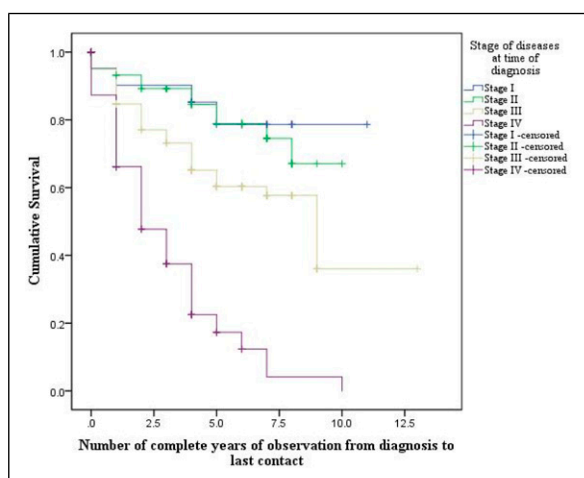 Stage of diseases
at time of
diagnosis
Stage I
Stage II
Stage III
Stage IV
Stage I -censored
Stage II -censored
Stage III -censored
Stage IV -censored
Cumulative Survival
1.0
0.8
0.6
0.4
0.2
0.0
.0 2.5 5.0 7.5 10.0 12.5
Number of complete years of observation from diagnosis to
last contact